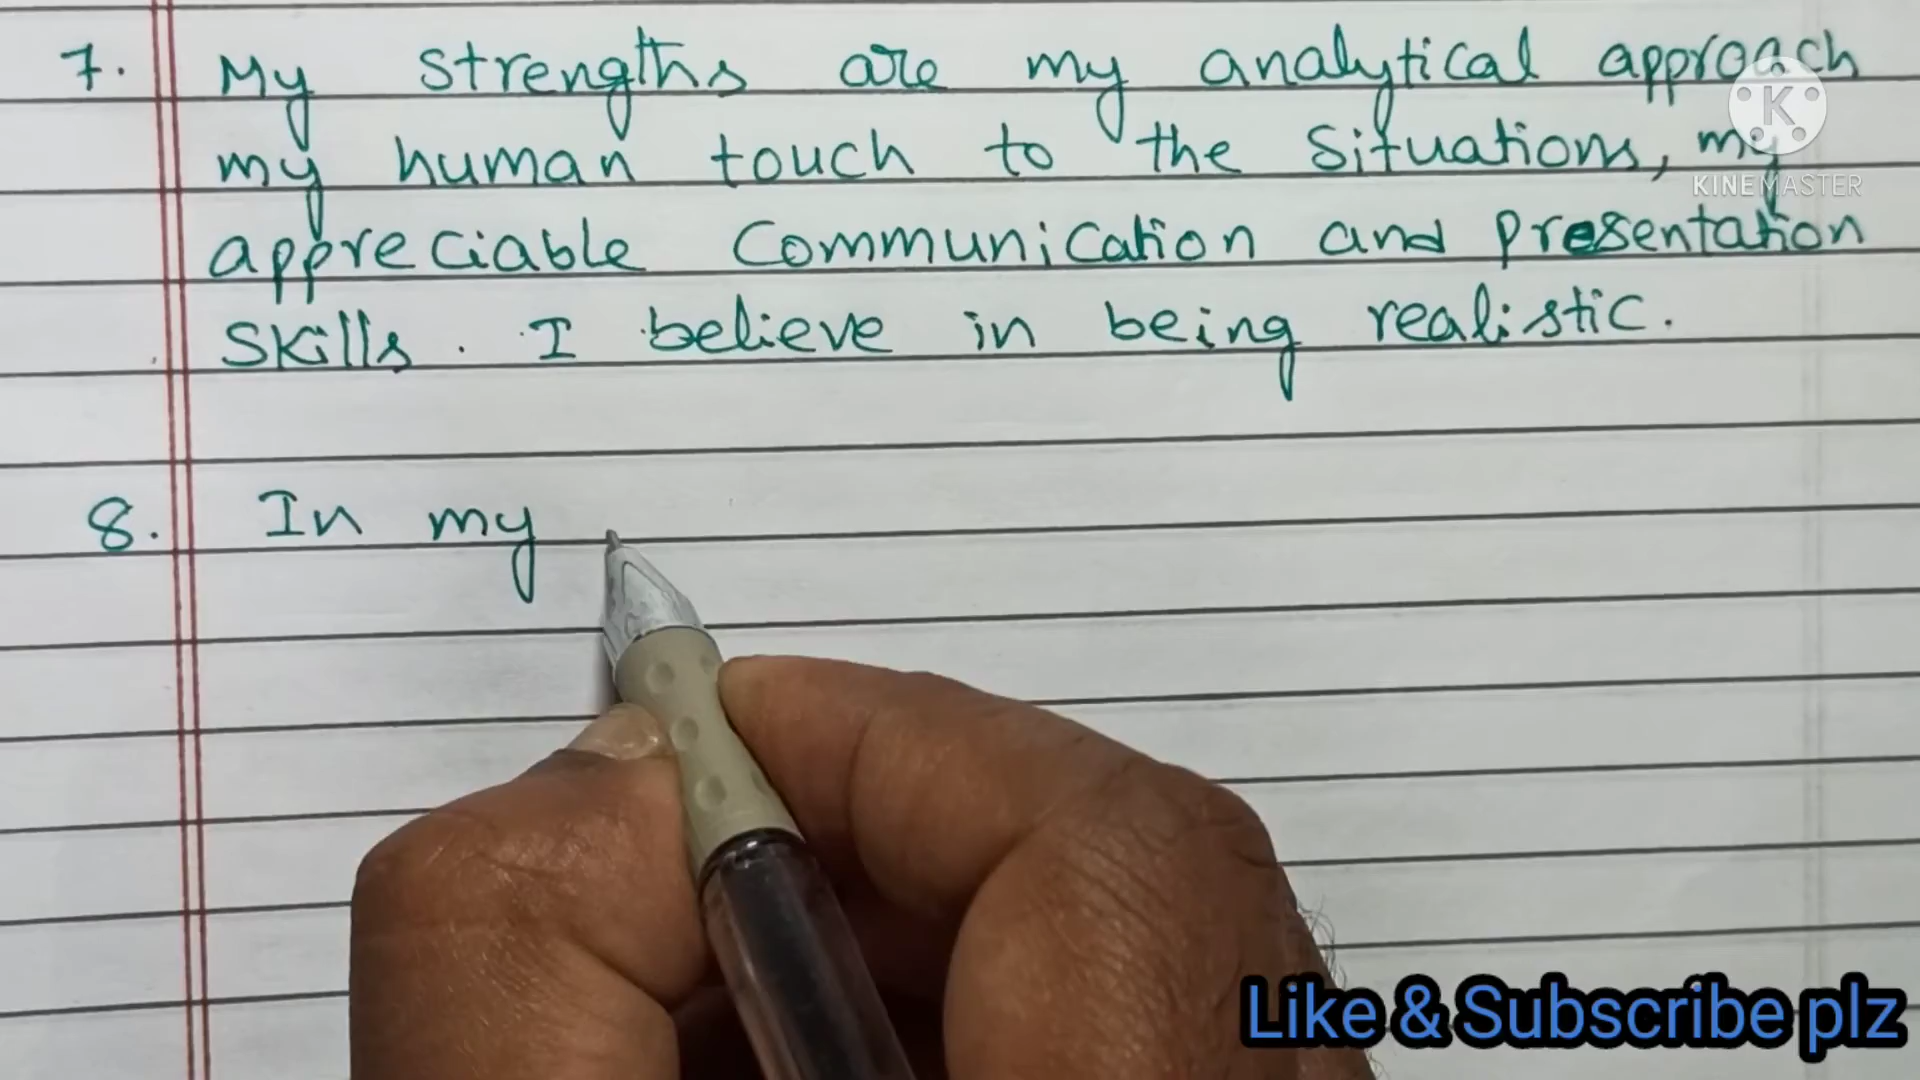 7. My strengths are my analytical approach
my human touch to the situations, my
KINEMASTER
appreciable communication and presentation
skills. I believe in being realistic.
8. In my
Like & Subscribe plz